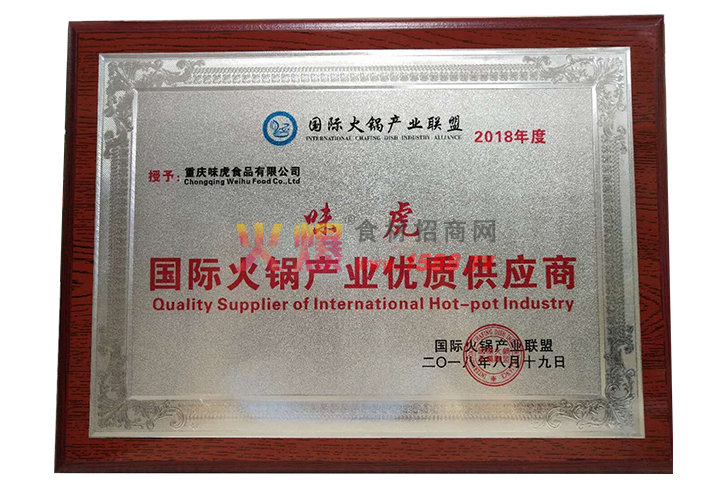 国际火锅产业联盟
INTERNATIONAL CHAFING DISH INDUSTRY ALLIANCE
2018年度
授予：重庆味虎食品有限公司
Chongqing Weihu Food Co.,Ltd
味 虎
火爆®食材招商网
国际火锅产业优质供应商
Quality Supplier of International Hot-pot Industry
国际火锅产业联盟
二〇一八年八月十九日